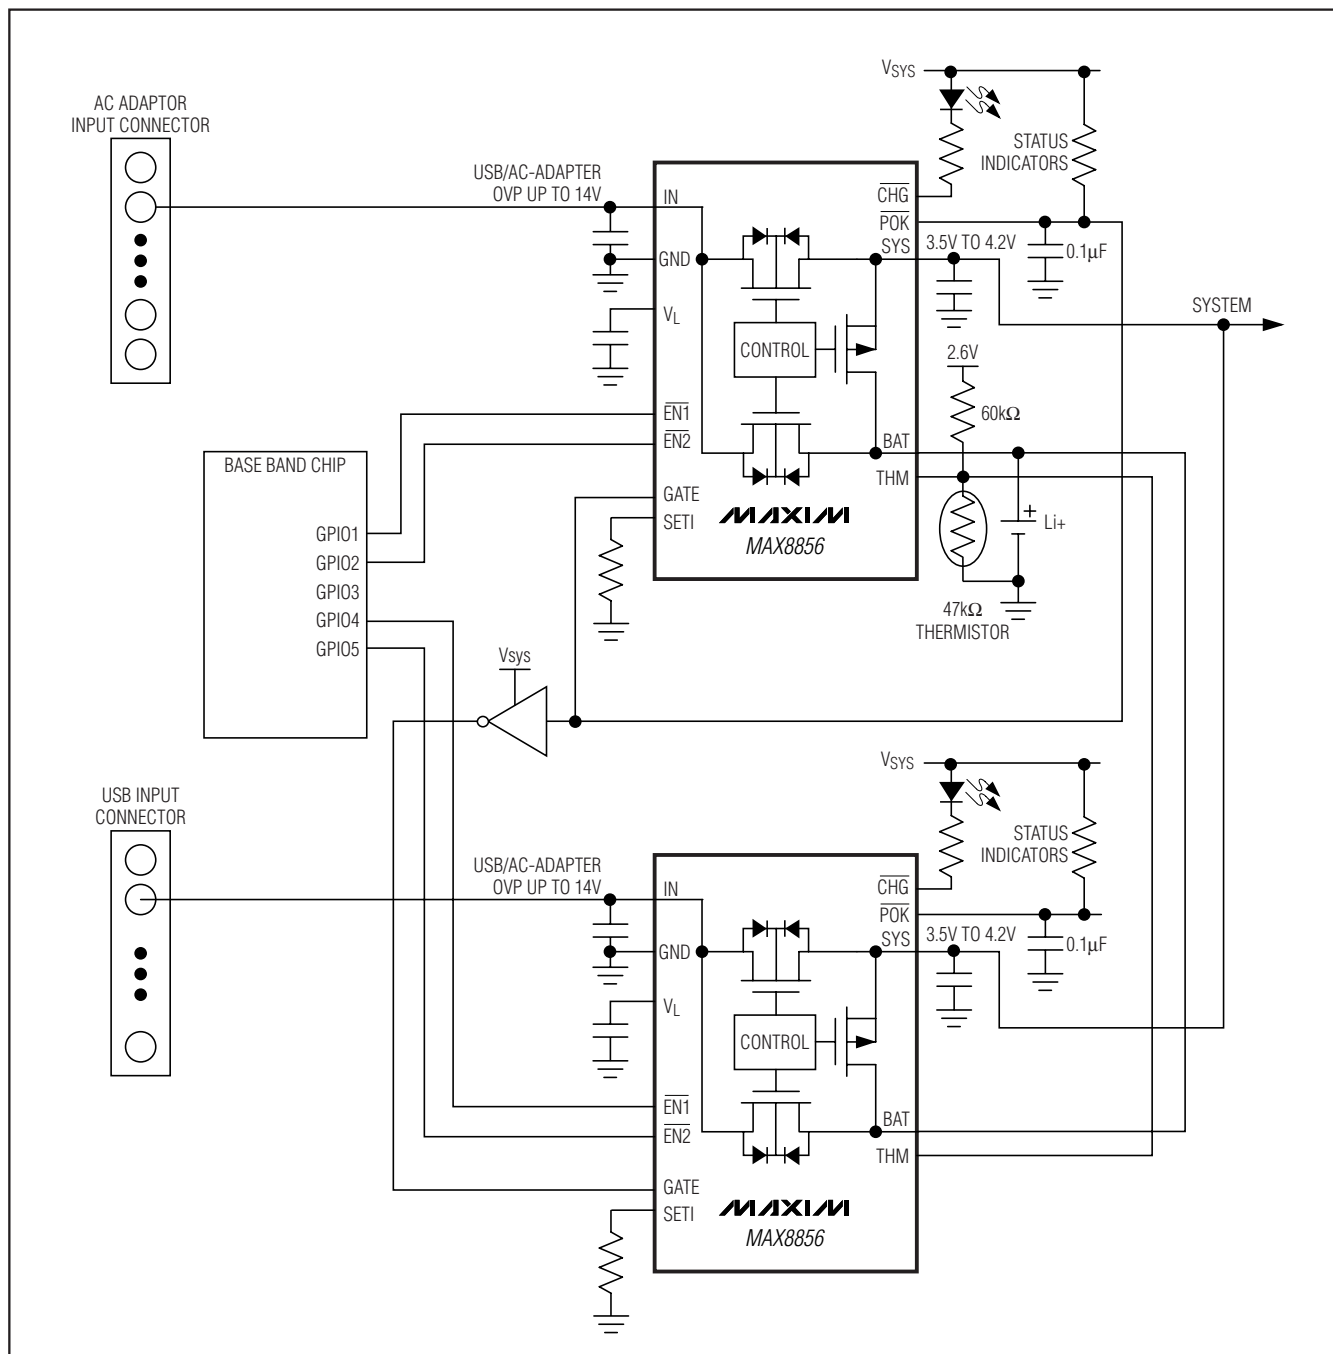 AC ADAPTOR
INPUT CONNECTOR
USB/AC-ADAPTER
OVP UP TO 14V
IN
GND
VL
EN1
EN2
GATE
SETI
CONTROL
MAXIM
MAX8856
CHG
POK
SYS
BAT
THM
VSYS
STATUS
INDICATORS
3.5V TO 4.2V
0.1µF
SYSTEM
2.6V
60kΩ
Li+
+
47kΩ
THERMISTOR
BASE BAND CHIP
GPIO1
GPIO2
GPIO3
GPIO4
GPIO5
Vsys
USB INPUT
CONNECTOR
USB/AC-ADAPTER
OVP UP TO 14V
IN
GND
VL
EN1
EN2
GATE
SETI
CONTROL
MAXIM
MAX8856
CHG
POK
SYS
BAT
THM
VSYS
STATUS
INDICATORS
3.5V TO 4.2V
0.1µF